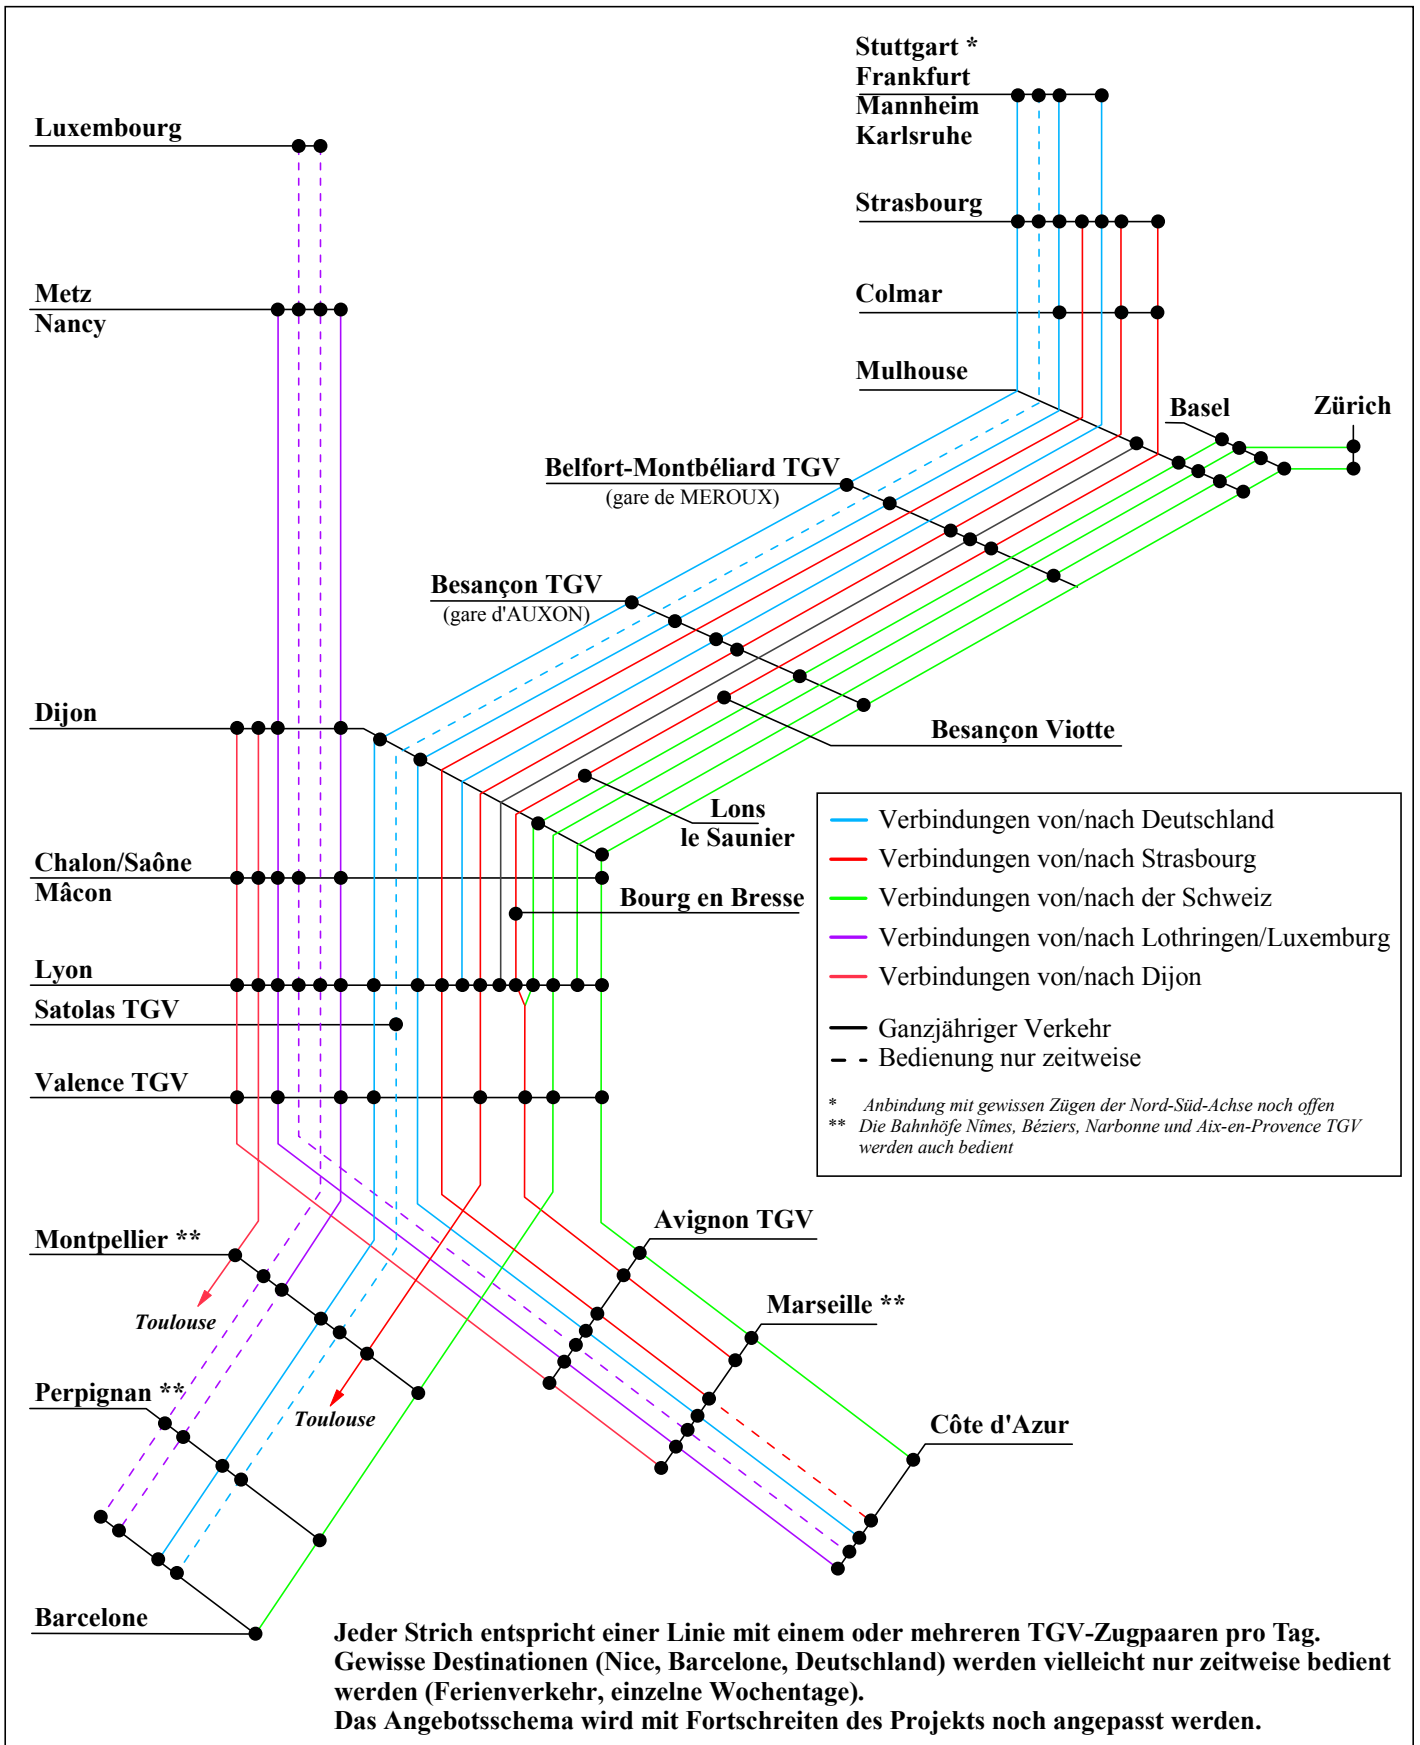 Stuttgart *
Frankfurt
Mannheim
Karlsruhe
Luxembourg
Strasbourg
Metz
Nancy
Colmar
Mulhouse
Basel
Zürich
Belfort-Montbéliard TGV
(gare de MEROUX)
Besançon TGV
(gare d'AUXON)
Dijon
Besançon Viotte
Lons
le Saunier
Chalon/Saône
Mâcon
Bourg en Bresse
Lyon
Satolas TGV
Valence TGV
Verbindungen von/nach Deutschland
Verbindungen von/nach Strasbourg
Verbindungen von/nach der Schweiz
Verbindungen von/nach Lothringen/Luxemburg
Verbindungen von/nach Dijon
Ganzjähriger Verkehr
Bedienung nur zeitweise
* Anbindung mit gewissen Zügen der Nord-Süd-Achse noch offen
** Die Bahnhöfe Nîmes, Béziers, Narbonne und Aix-en-Provence TGV
werden auch bedient
Avignon TGV
Montpellier **
Marseille **
Toulouse
Perpignan **
Toulouse
Côte d'Azur
Barcelone
Jeder Strich entspricht einer Linie mit einem oder mehreren TGV-Zugpaaren pro Tag.
Gewisse Destinationen (Nice, Barcelone, Deutschland) werden vielleicht nur zeitweise bedient
werden (Ferienverkehr, einzelne Wochentage).
Das Angebotsschema wird mit Fortschreiten des Projekts noch angepasst werden.